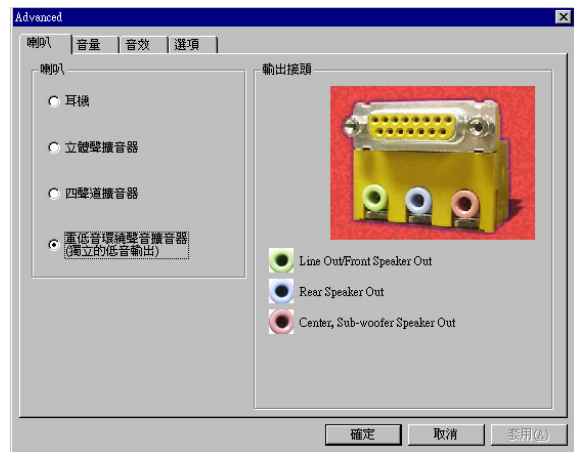 Advanced
喇叭
音量
音效
選項
喇叭
耳機
立體聲擴音器
四聲道擴音器
重低音環繞聲音擴音器
(獨立的低音輸出)
輸出接頭
Line Out/Front Speaker Out
Rear Speaker Out
Center, Sub-woofer Speaker Out
確定
取消
套用(A)